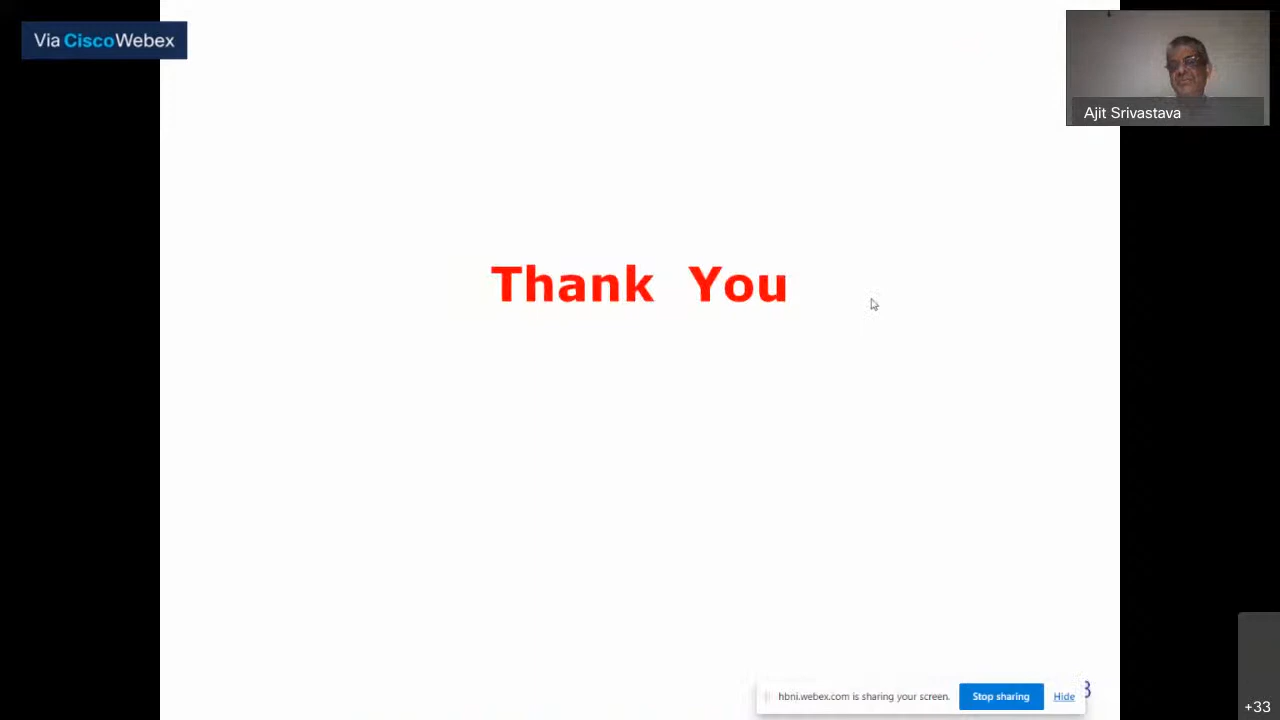 Via CiscoWebex
Ajit Srivastava
Thank You
hbni.webex.com is sharing your screen.
Stop sharing
Hide
+33